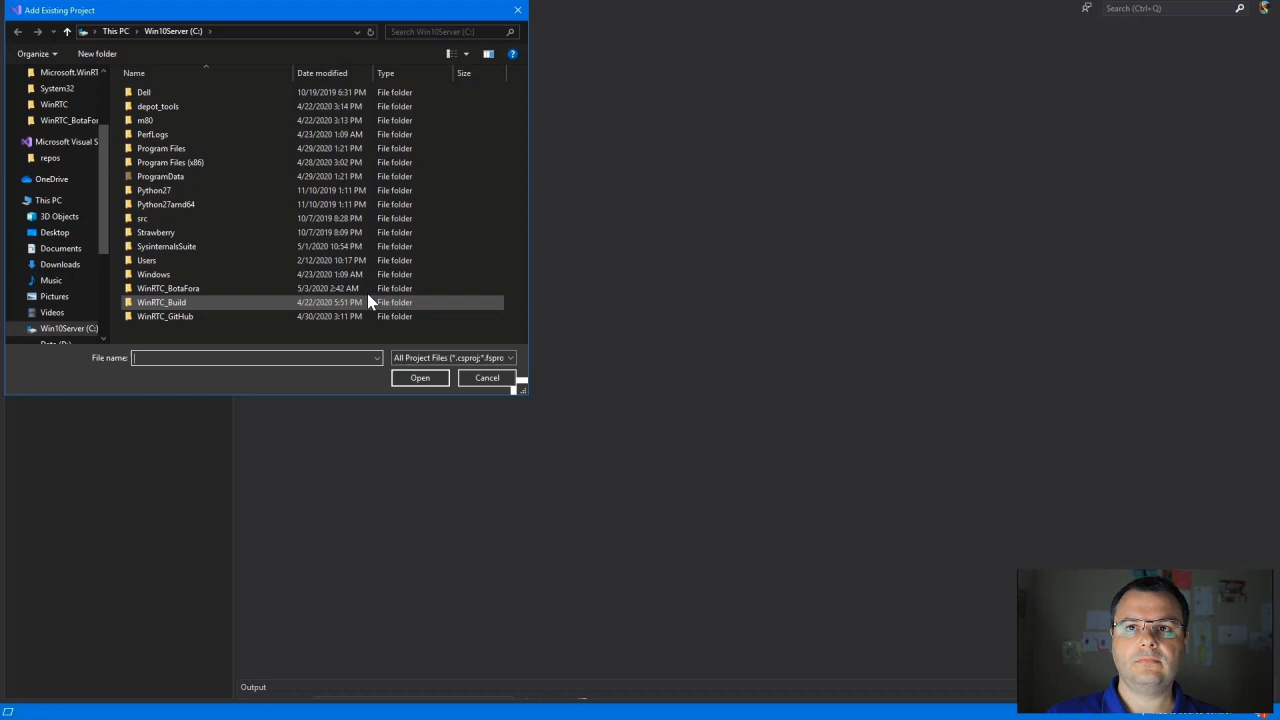 Add Existing Project
Search (Ctrl+Q)
This PC
Win10Server (C:)
Search Win10Server (C:)
Organize
New folder
Name
Date modified
Type
Size
Microsoft.WinRT
System32
WinRTC
WinRTC_BotaFor
Microsoft Visual S
repos
OneDrive
This PC
3D Objects
Desktop
Documents
Downloads
Music
Pictures
Videos
Win10Server (C:)
Dell 10/19/2019 6:31 PM File folder
depot_tools 4/22/2020 3:14 PM File folder
m80 4/22/2020 3:13 PM File folder
PerfLogs 4/23/2020 1:09 AM File folder
Program Files 4/29/2020 1:21 PM File folder
Program Files (x86) 4/28/2020 3:02 PM File folder
ProgramData 4/29/2020 1:21 PM File folder
Python27 11/10/2019 1:11 PM File folder
Python27amd64 11/10/2019 1:11 PM File folder
src 10/7/2019 8:28 PM File folder
Strawberry 10/7/2019 8:09 PM File folder
SysinternalsSuite 5/1/2020 10:54 PM File folder
Users 2/12/2020 10:17 PM File folder
Windows 4/23/2020 1:09 AM File folder
WinRTC_BotaFora 5/3/2020 2:42 AM File folder
WinRTC_Build 4/22/2020 5:51 PM File folder
WinRTC_GitHub 4/30/2020 3:11 PM File folder
File name:
All Project Files (*.csproj;*.fspro
Open
Cancel
Output